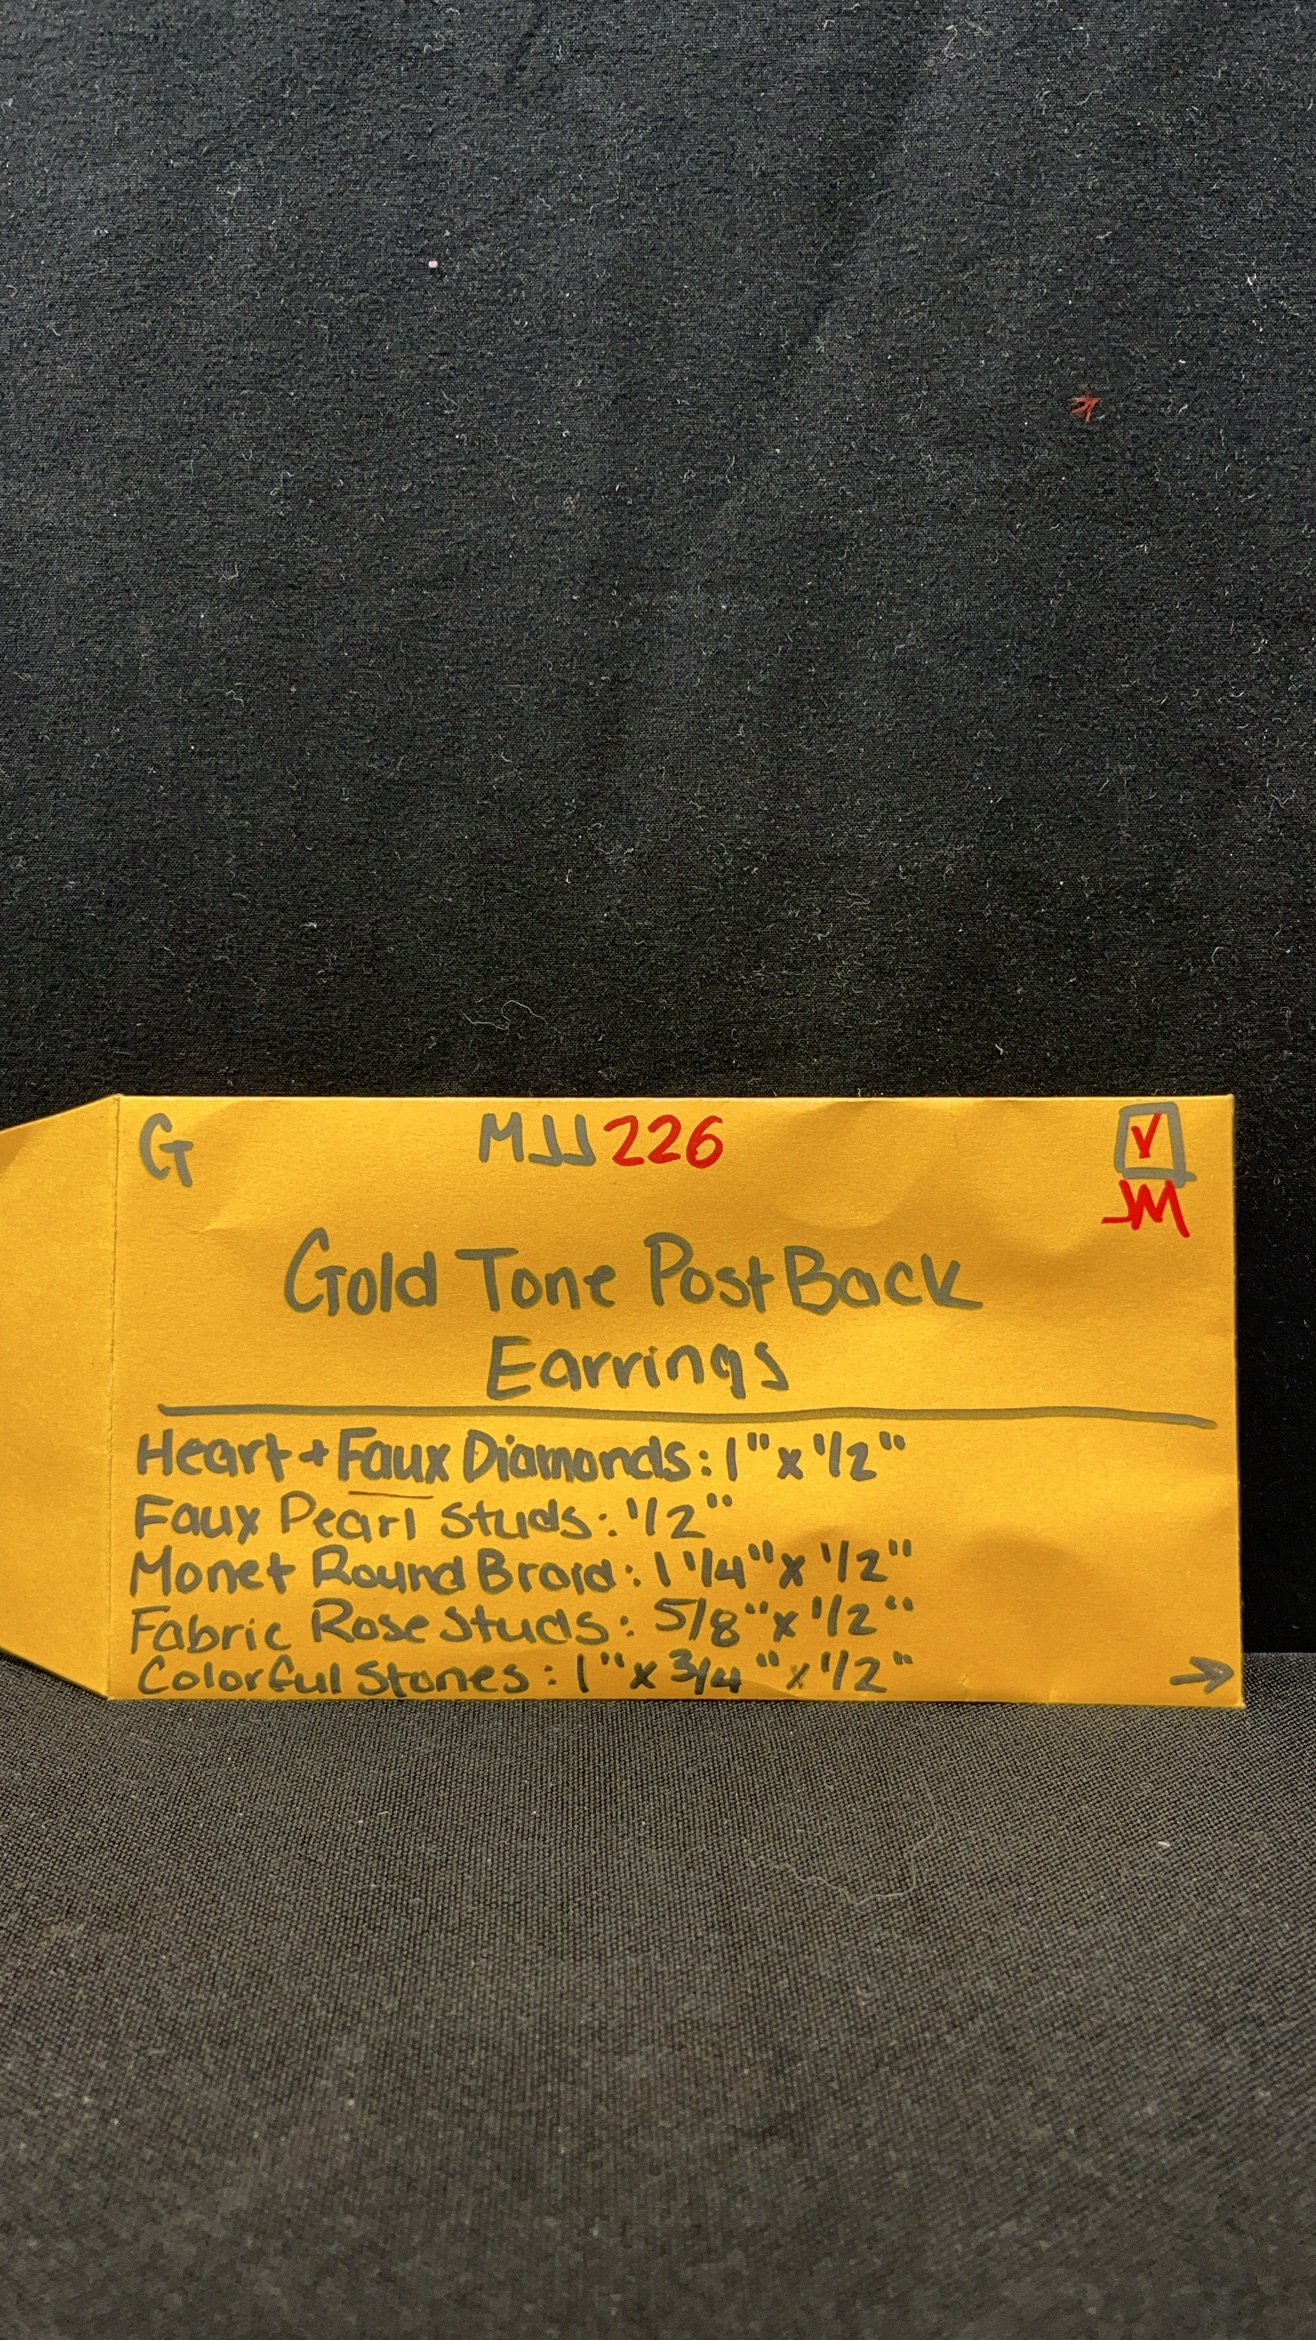 G MJJ226 ✓
JM
Gold Tone Post Back
Earrings
Heart + Faux Diamonds: 1" x 1/2"
Faux Pearl Studs: 1/2"
Monet Round Braid: 1 1/4" x 1/2"
Fabric Rose Studs: 5/8" x 1/2"
Colorful Stones: 1" x 3/4" x 1/2" →